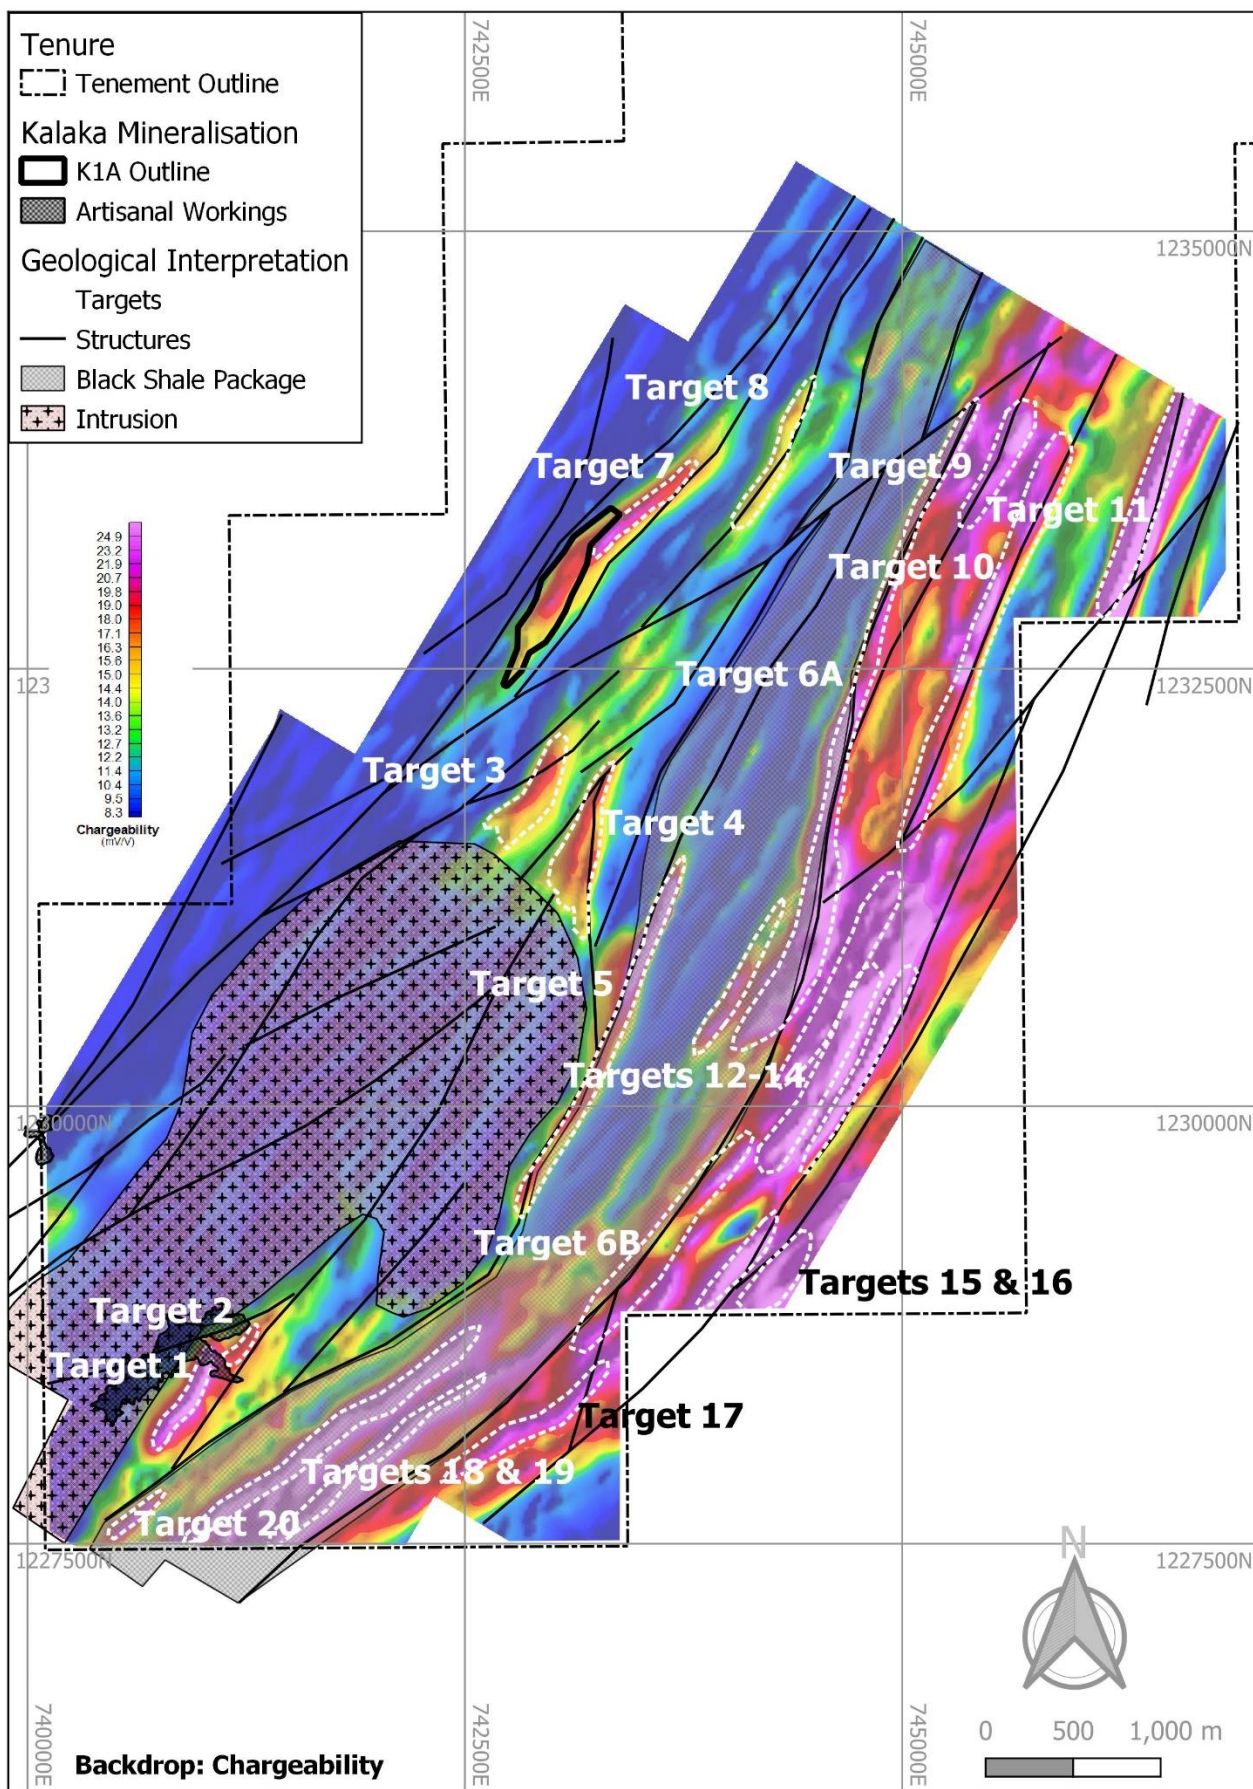 Tenure
Tenement Outline
Kalaka Mineralisation
K1A Outline
Artisanal Workings
Geological Interpretation
Targets
Structures
Black Shale Package
Intrusion
742500E
745000E
1235000N
Target 8
Target 7
Target 9
Target 11
Target 10
24.9
23.2
21.9
20.7
19.8
19.0
18.0
17.1
16.3
15.6
15.0
14.4
14.0
13.6
13.2
12.7
12.2
11.4
10.4
9.5
8.3
Chargeability
(mV/V)
123
1232500N
Target 6A
Target 3
Target 4
Target 5
Targets 12-14
1230000N
1230000N
Target 6B
Targets 15 & 16
Target 2
Target 1
Target 17
Targets 18 & 19
Target 20
1227500N
1227500N
N
740000E
742500E
745000E
0 500 1,000 m
Backdrop: Chargeability